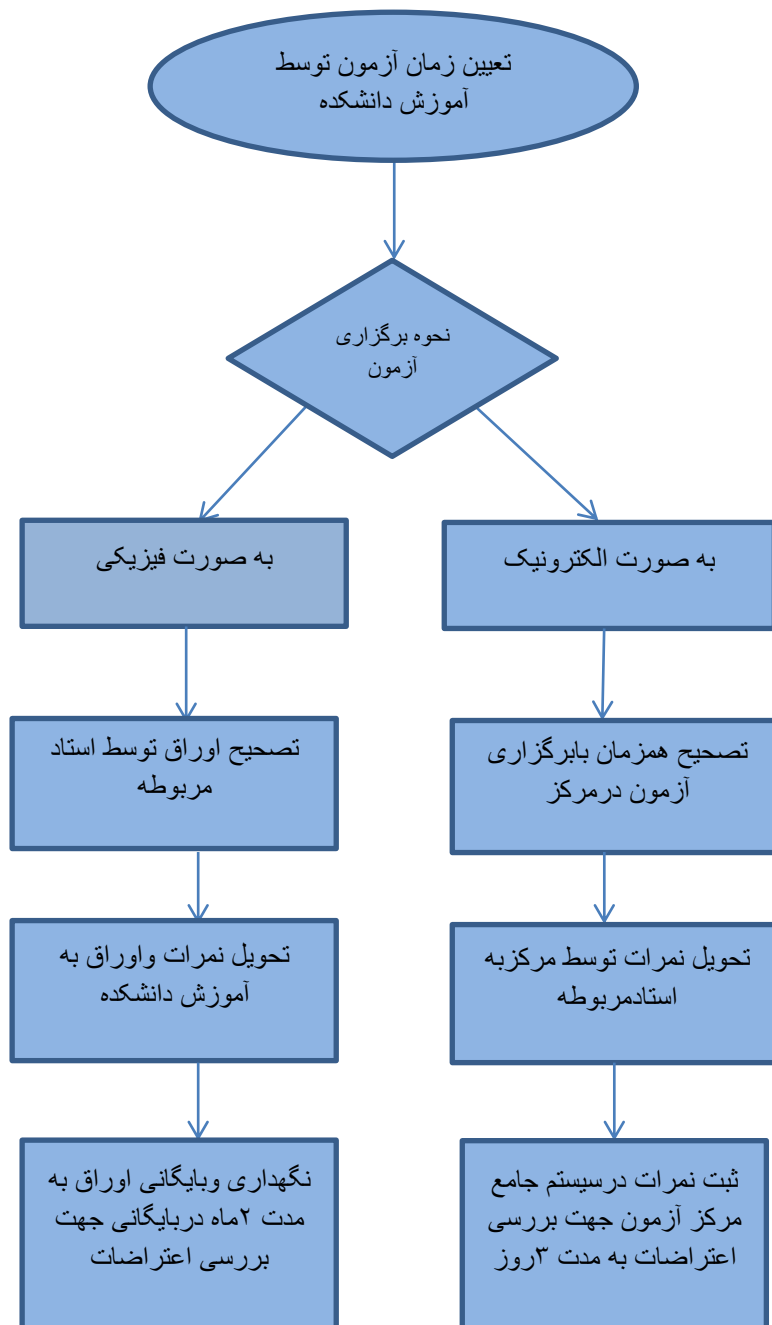 تعیین زمان آزمون توسط
آموزش دانشکده
نحوه برگزاری
آزمون
به صورت الکترونیک
به صورت فیزیکی
تصحیح همزمان بابرگزاری
آزمون درمرکز
تصحیح اوراق توسط استاد
مربوطه
تحویل نمرات توسط مرکزبه
استادمربوطه
تحویل نمرات واوراق به
آموزش دانشکده
ثبت نمرات درسیستم جامع
مرکز آزمون جهت بررسی
اعتراضات به مدت ۳روز
نگهداری وبایگانی اوراق به
مدت ۲ماه دربایگانی جهت
بررسی اعتراضات